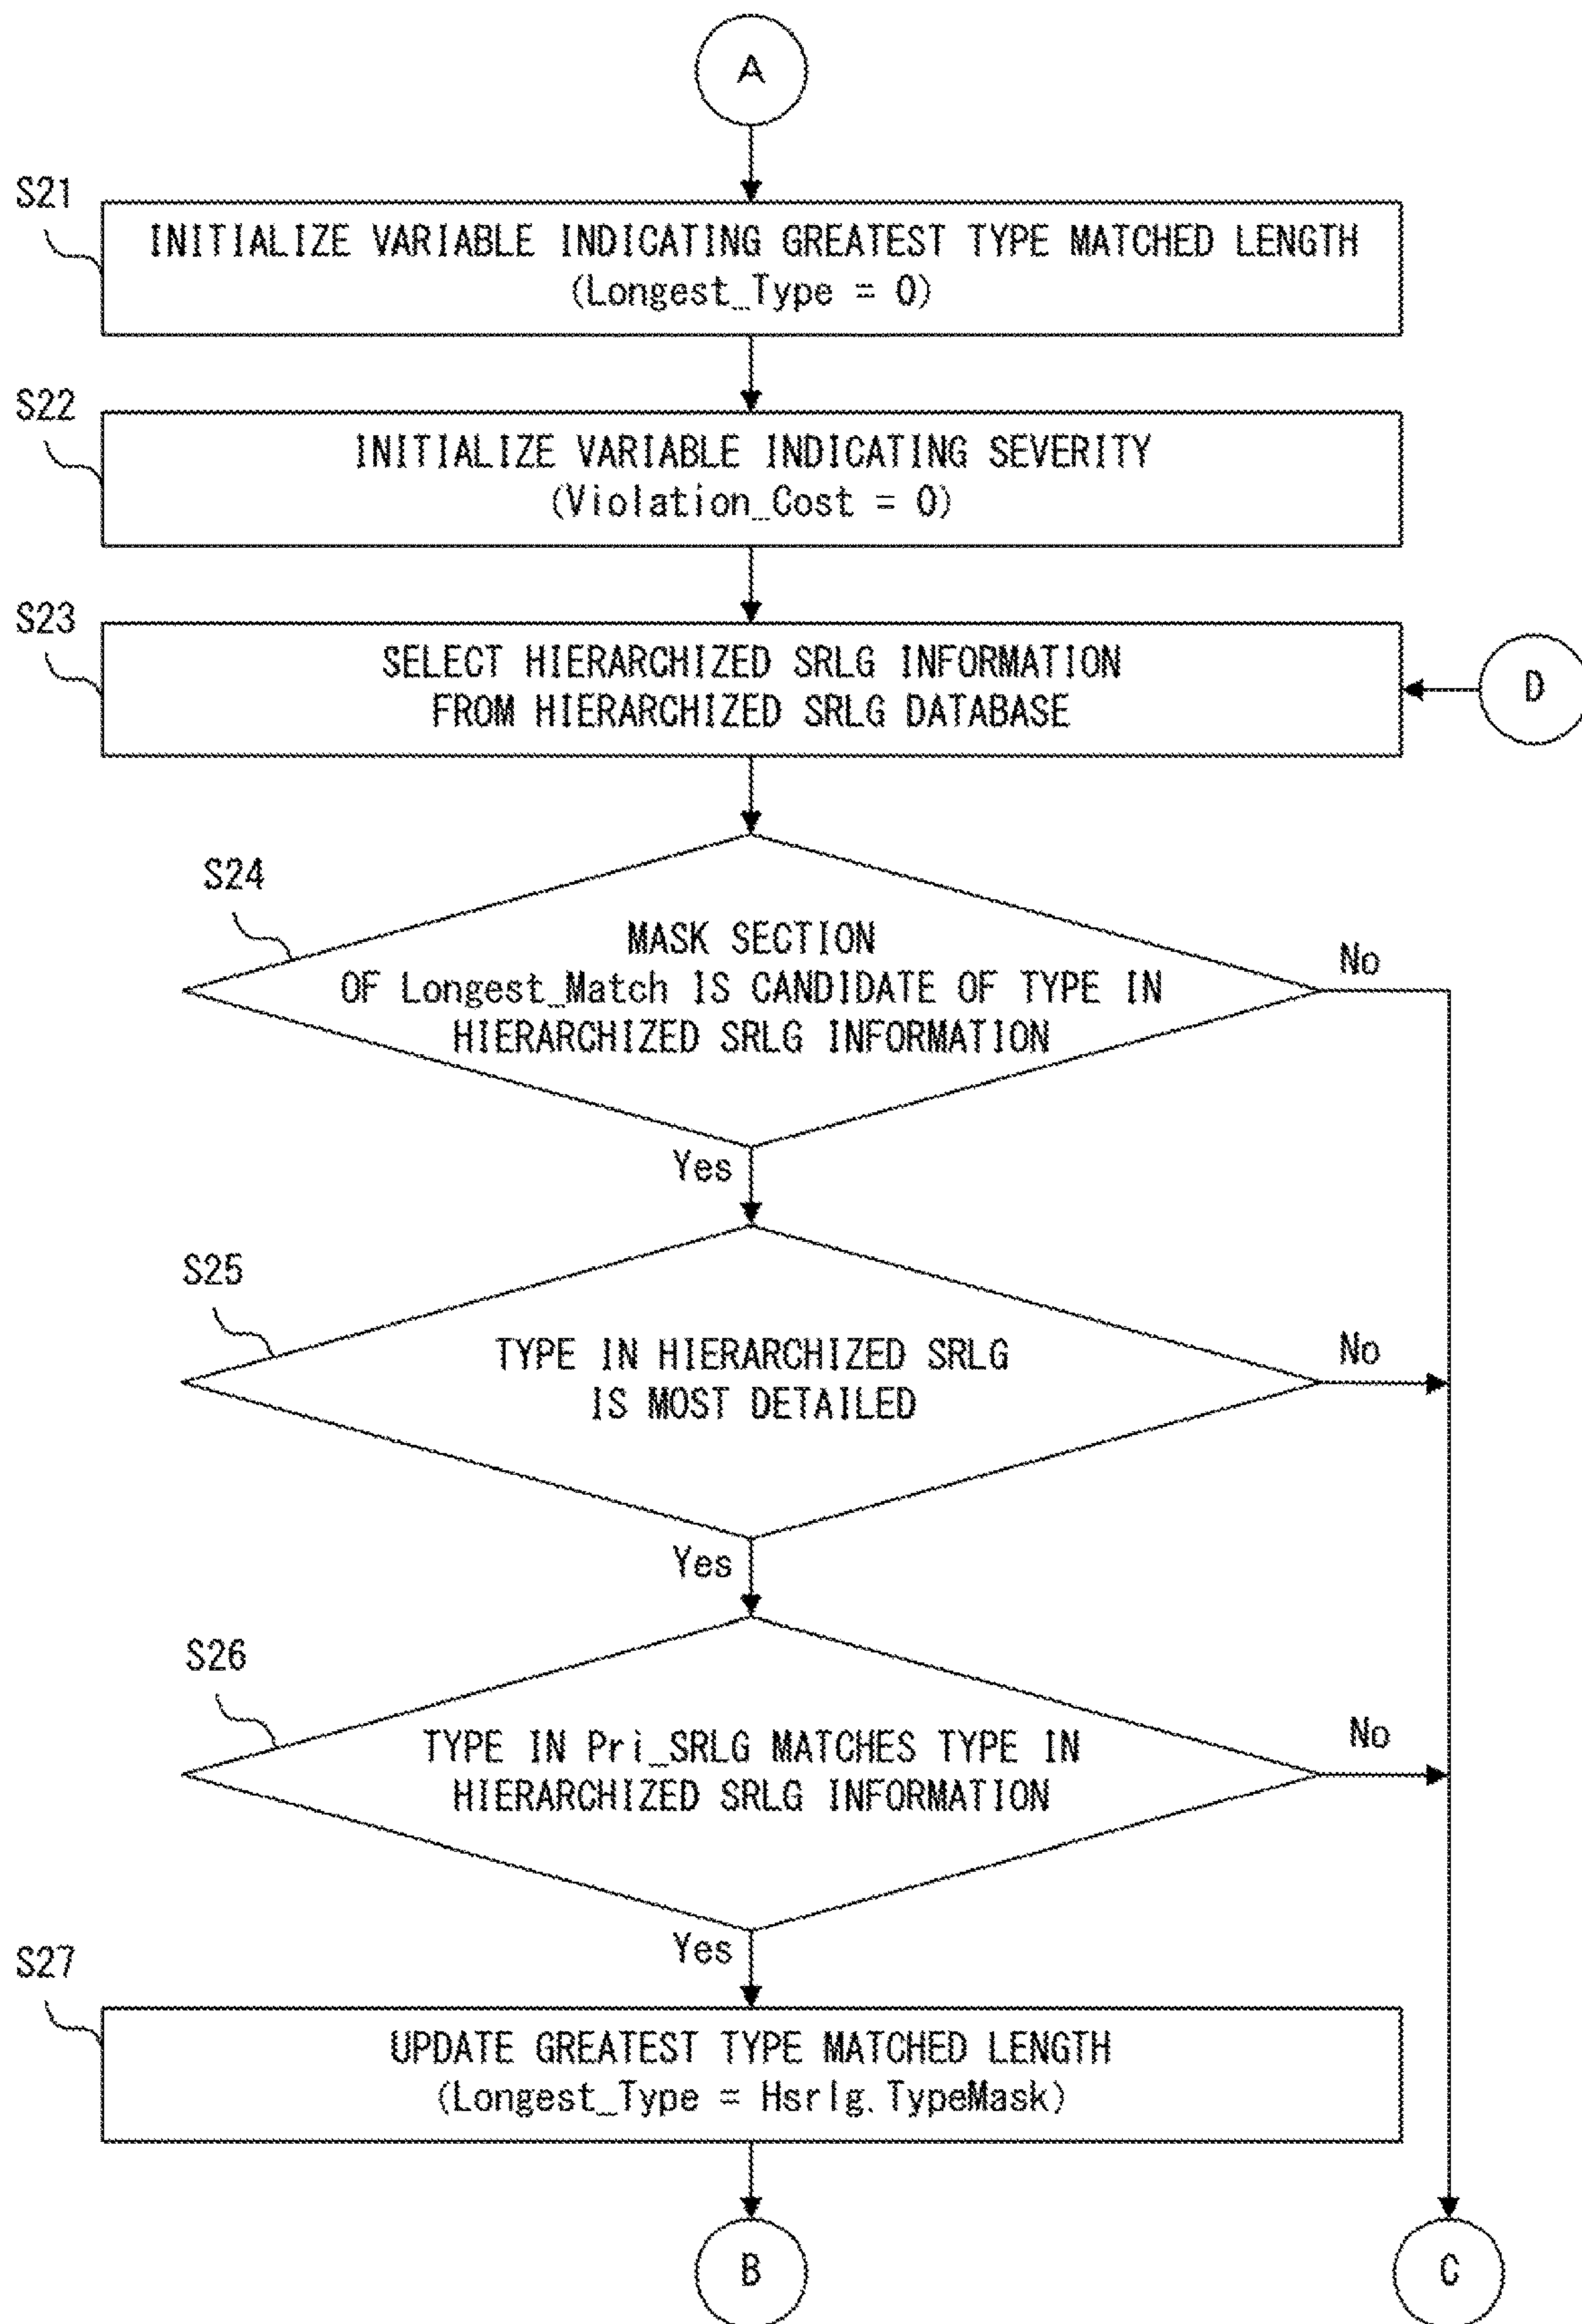 A
S21
INITIALIZE VARIABLE INDICATING GREATEST TYPE MATCHED LENGTH
(Longest_Type = 0)
S22
INITIALIZE VARIABLE INDICATING SEVERITY
(Violation_Cost = 0)
S23
SELECT HIERARCHIZED SRLG INFORMATION
FROM HIERARCHIZED SRLG DATABASE
D
S24
MASK SECTION
OF Longest_Match IS CANDIDATE OF TYPE IN
HIERARCHIZED SRLG INFORMATION
No
Yes
S25
TYPE IN HIERARCHIZED SRLG
IS MOST DETAILED
No
Yes
S26
TYPE IN Pri_SRLG MATCHES TYPE IN
HIERARCHIZED SRLG INFORMATION
No
Yes
S27
UPDATE GREATEST TYPE MATCHED LENGTH
(Longest_Type = Hsrlg.TypeMask)
B
C